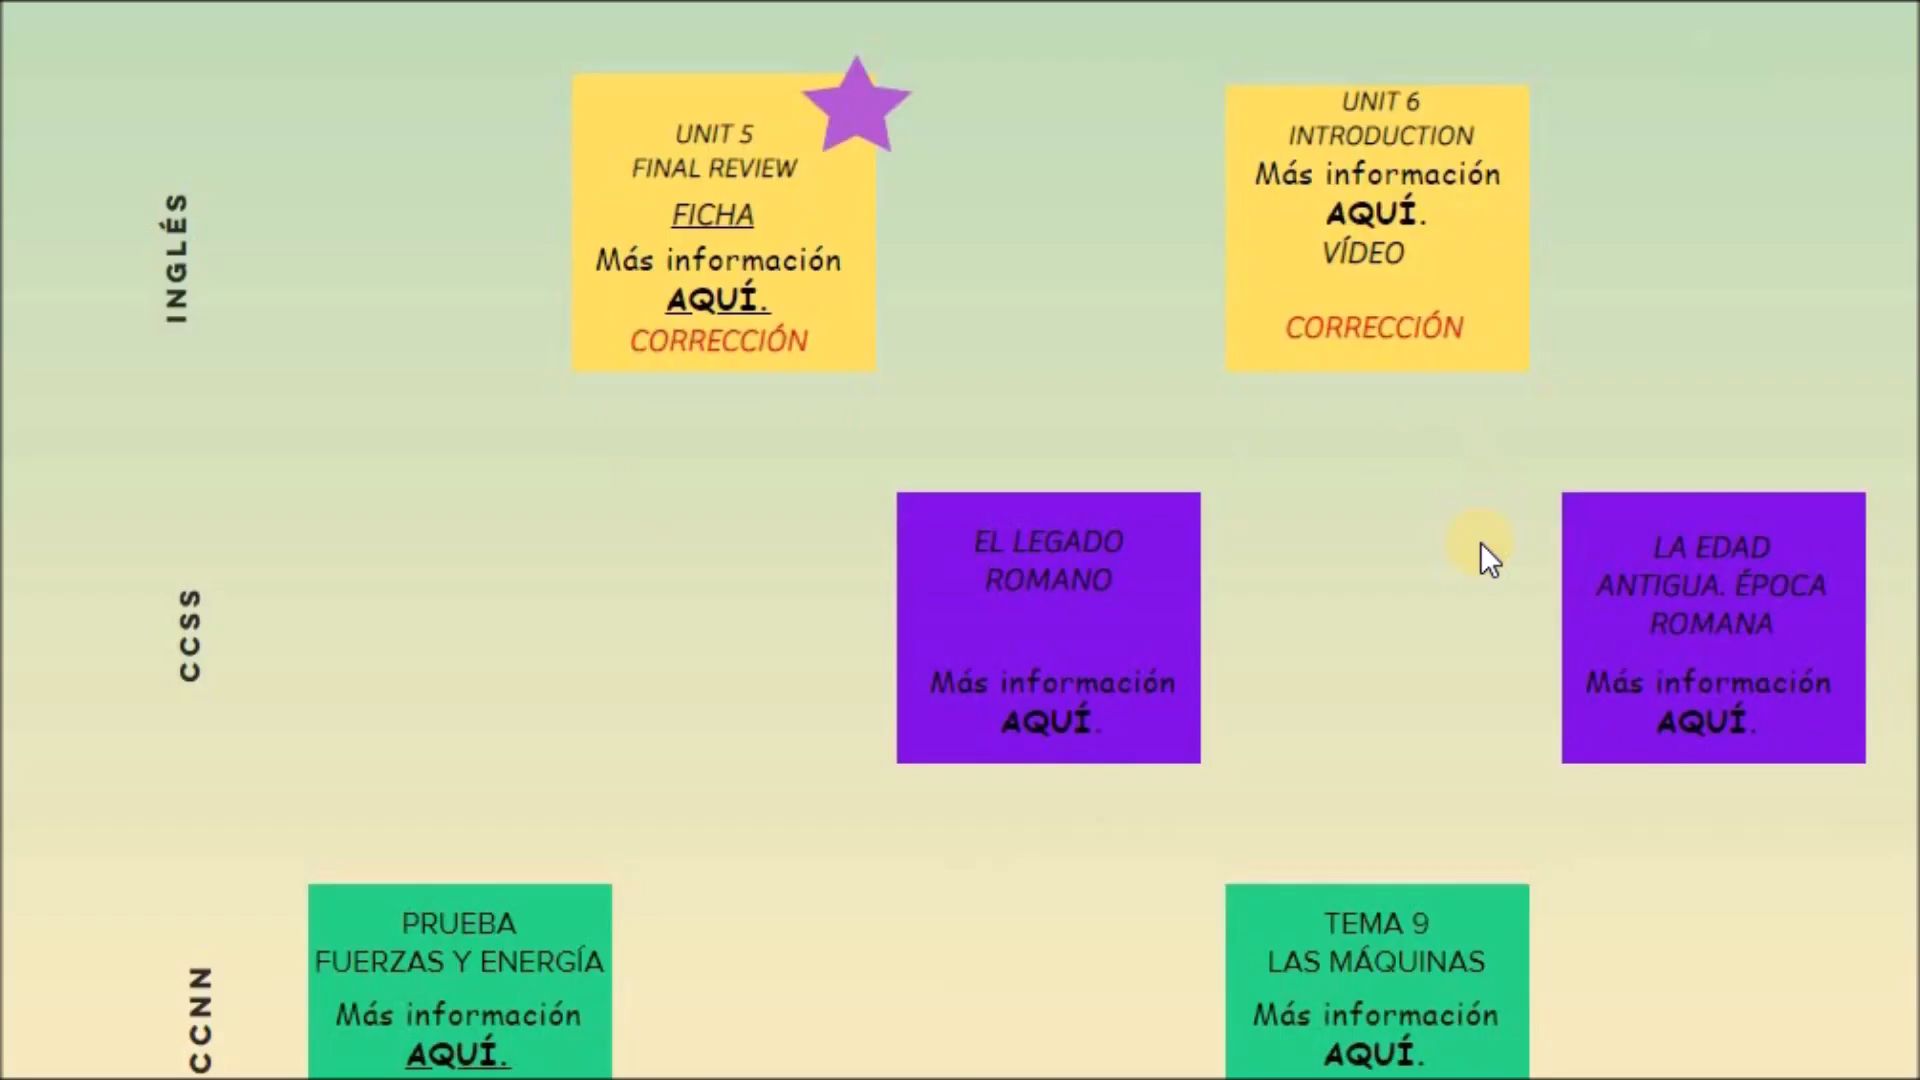 INGLÉS
UNIT 5
FINAL REVIEW
FICHA
Más información
AQUÍ.
CORRECCIÓN
UNIT 6
INTRODUCTION
Más información
AQUÍ.
VÍDEO
CORRECCIÓN
CCSS
EL LEGADO
ROMANO
Más información
AQUÍ.
LA EDAD
ANTIGUA. ÉPOCA
ROMANA
Más información
AQUÍ.
CCNN
PRUEBA
FUERZAS Y ENERGÍA
Más información
AQUÍ.
TEMA 9
LAS MÁQUINAS
Más información
AQUÍ.